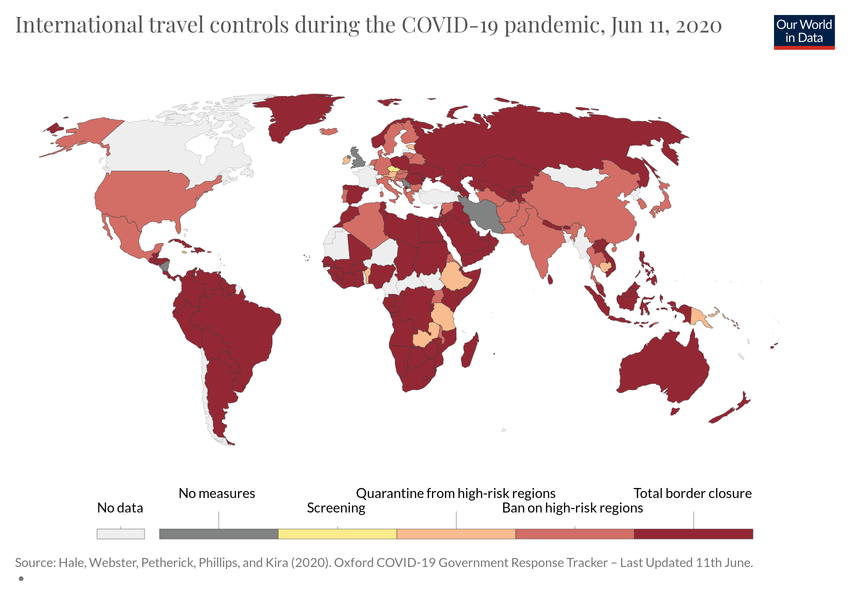 International travel controls during the COVID-19 pandemic, Jun 11, 2020
Our World
in Data
No measures
Quarantine from high-risk regions
Total border closure
No data
Screening
Ban on high-risk regions
Source: Hale, Webster, Petherick, Phillips, and Kira (2020). Oxford COVID-19 Government Response Tracker – Last Updated 11th June.